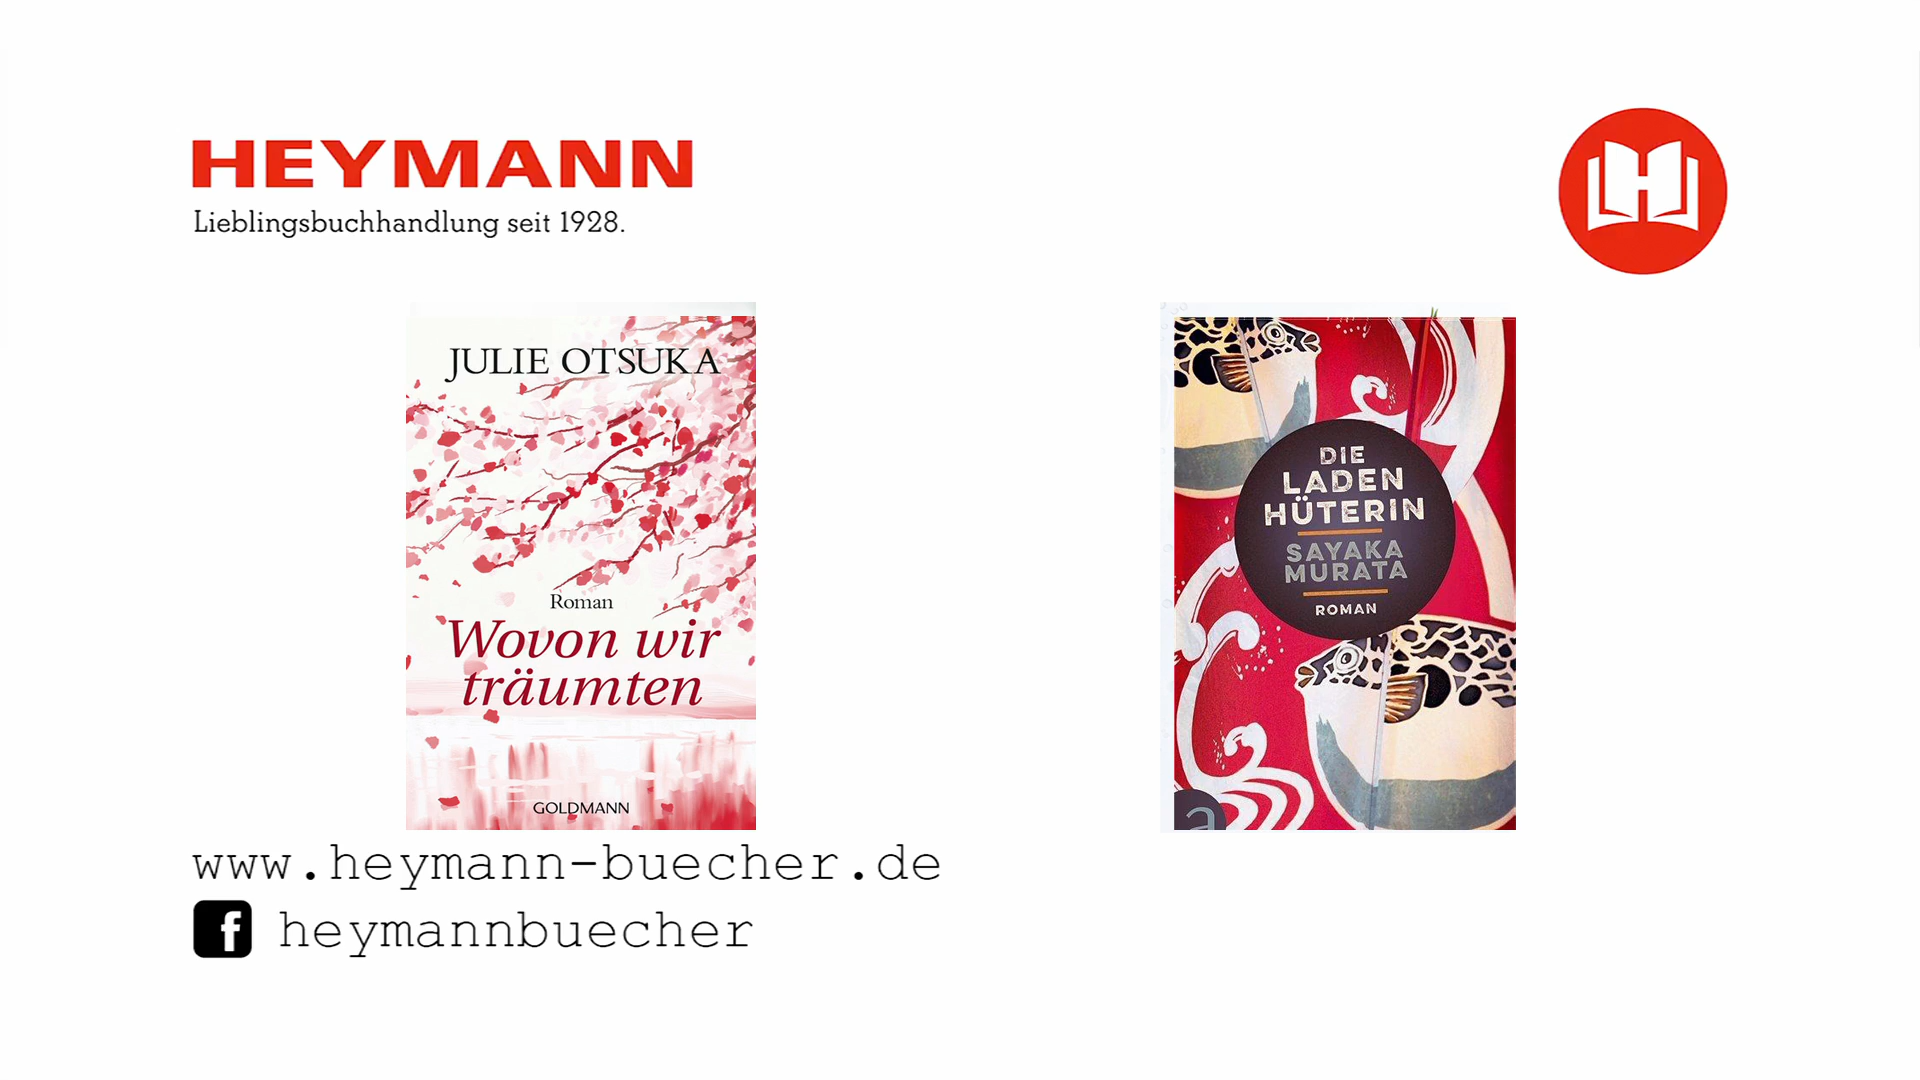 HEYMANN
Lieblingsbuchhandlung seit 1928.
H
JULIE OTSUKA
Roman
Wovon wir
träumten
GOLDMANN
DIE
LADEN
HÜTERIN
SAYAKA
MURATA
ROMAN
a
www.heymann-buecher.de
f heymannbuecher